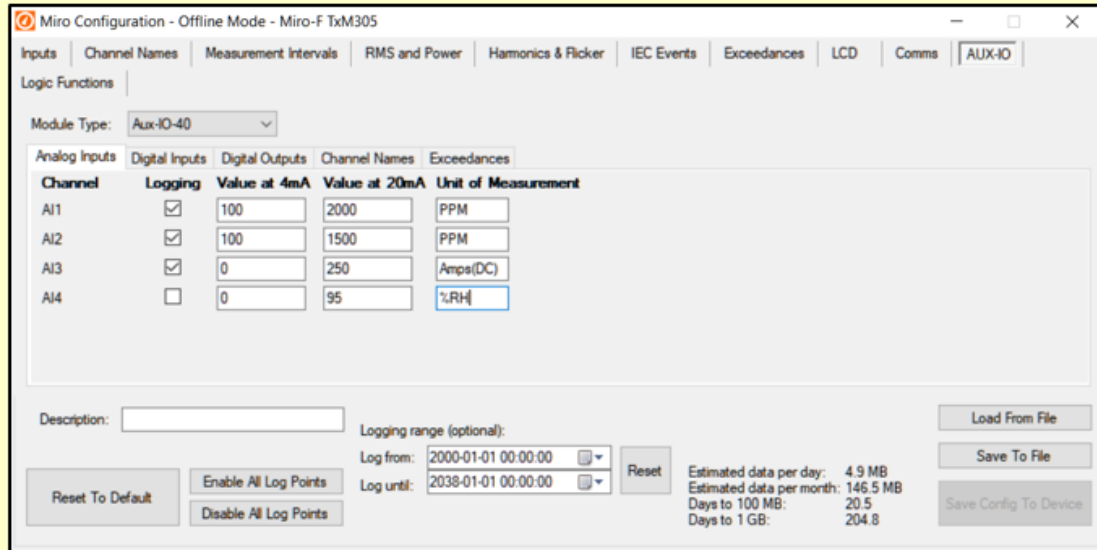 Miro Configuration - Offline Mode - Miro-F TxM305
Inputs Channel Names Measurement Intervals RMS and Power Harmonics & Flicker IEC Events Exceedances LCD Comms AUX-IO
Logic Functions
Module Type: Aux-IO-40
Analog Inputs Digital Inputs Digital Outputs Channel Names Exceedances
Channel Logging Value at 4mA Value at 20mA Unit of Measurement
AI1 100 2000 PPM
AI2 100 1500 PPM
AI3 0 250 Amps(DC)
AI4 0 95 %RH
Description:
Logging range (optional):
Log from: 2000-01-01 00:00:00
Log until: 2038-01-01 00:00:00
Reset
Reset To Default
Enable All Log Points
Disable All Log Points
Estimated data per day: 4.9 MB
Estimated data per month: 146.5 MB
Days to 100 MB: 20.5
Days to 1 GB: 204.8
Load From File
Save To File
Save Config To Device